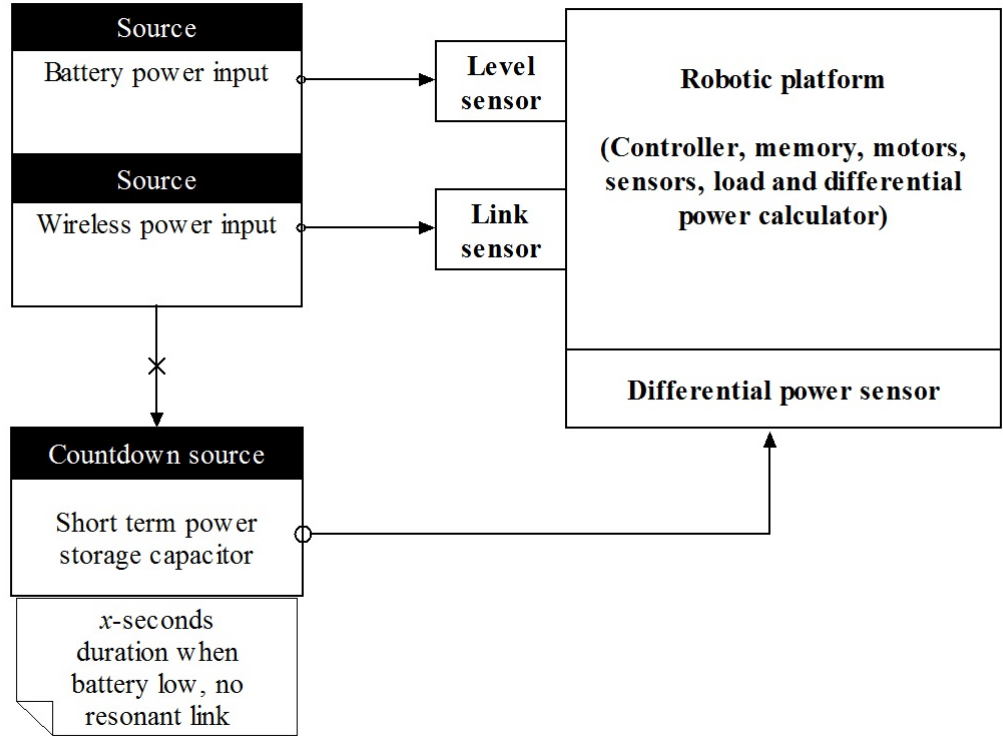 Source
Battery power input
Source
Wireless power input
Level
sensor
Link
sensor
Robotic platform
(Controller, memory, motors,
sensors, load and differential
power calculator)
Differential power sensor
Countdown source
Short term power
storage capacitor
x-seconds
duration when
battery low, no
resonant link